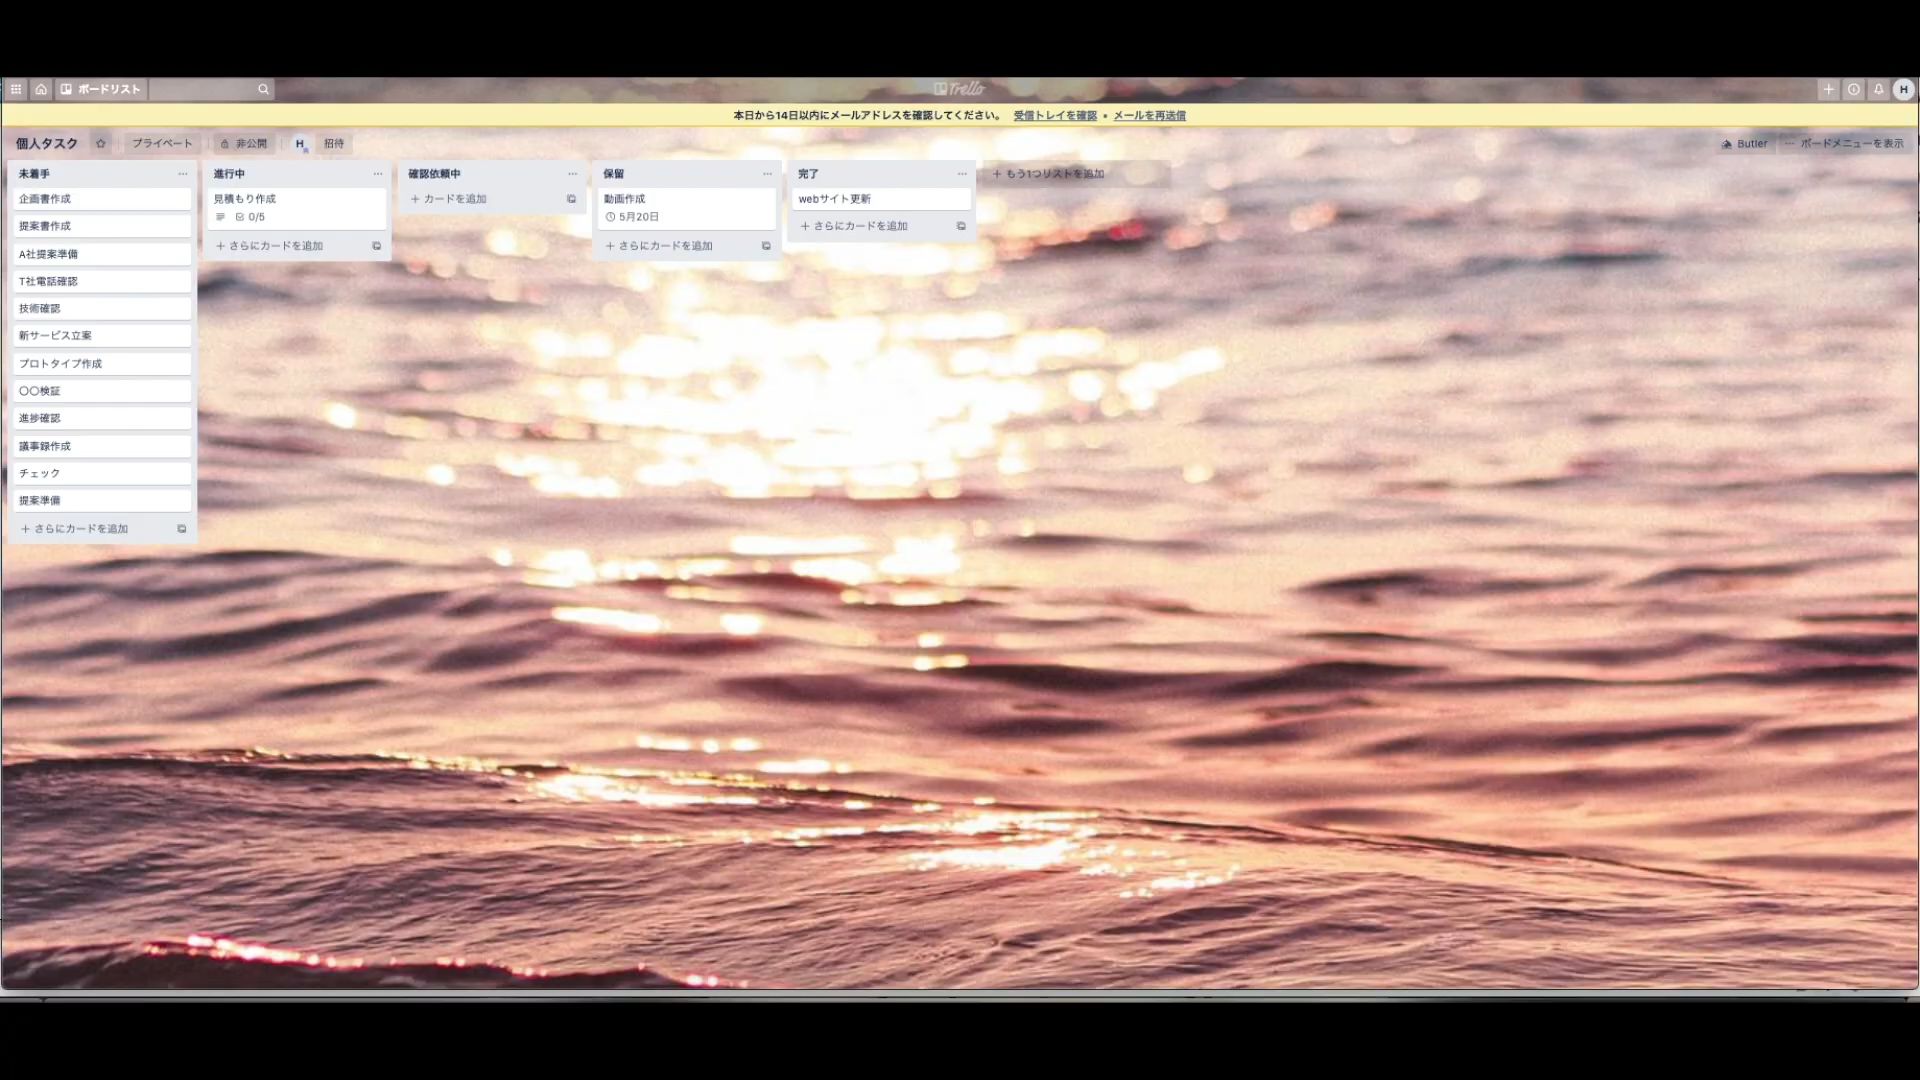 ボードリスト
Trello
H
本日から14日以内にメールアドレスを確認してください。 受信トレイを確認 • メールを再送信
個人タスク プライベート 非公開 H 招待
Butler ··· ボードメニューを表示
未着手
企画書作成
提案書作成
A社提案準備
T社電話確認
技術確認
新サービス立案
プロトタイプ作成
〇〇検証
進捗確認
議事録作成
チェック
提案準備
+ さらにカードを追加
進行中
見積もり作成
0/5
+ さらにカードを追加
確認依頼中
+ カードを追加
保留
動画作成
5月20日
+ さらにカードを追加
完了
webサイト更新
+ さらにカードを追加
+ もう1つリストを追加